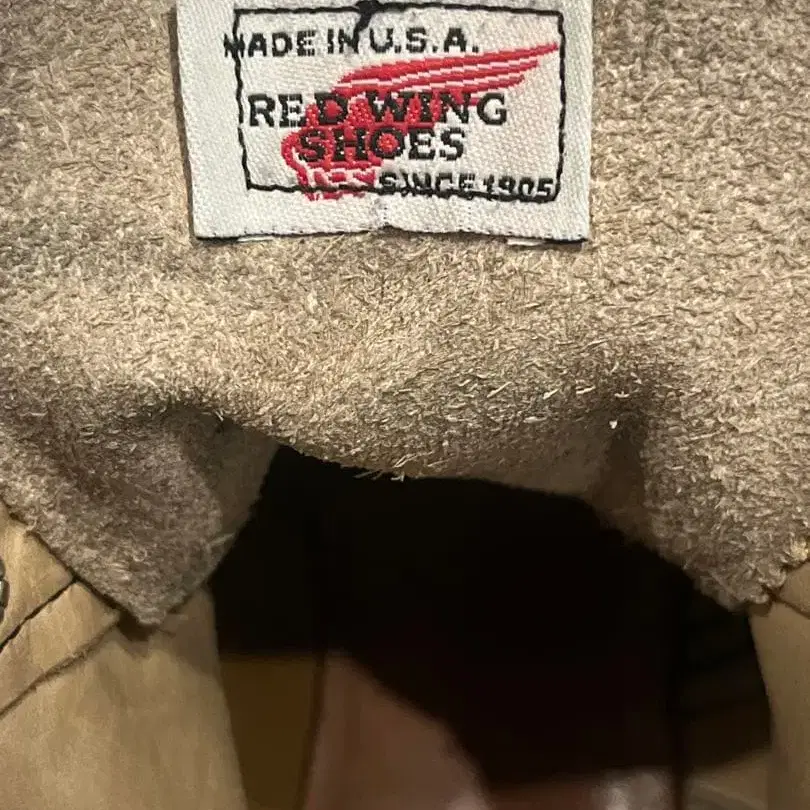 MADE IN U.S.A.
RED WING
SHOES
SINCE 1905